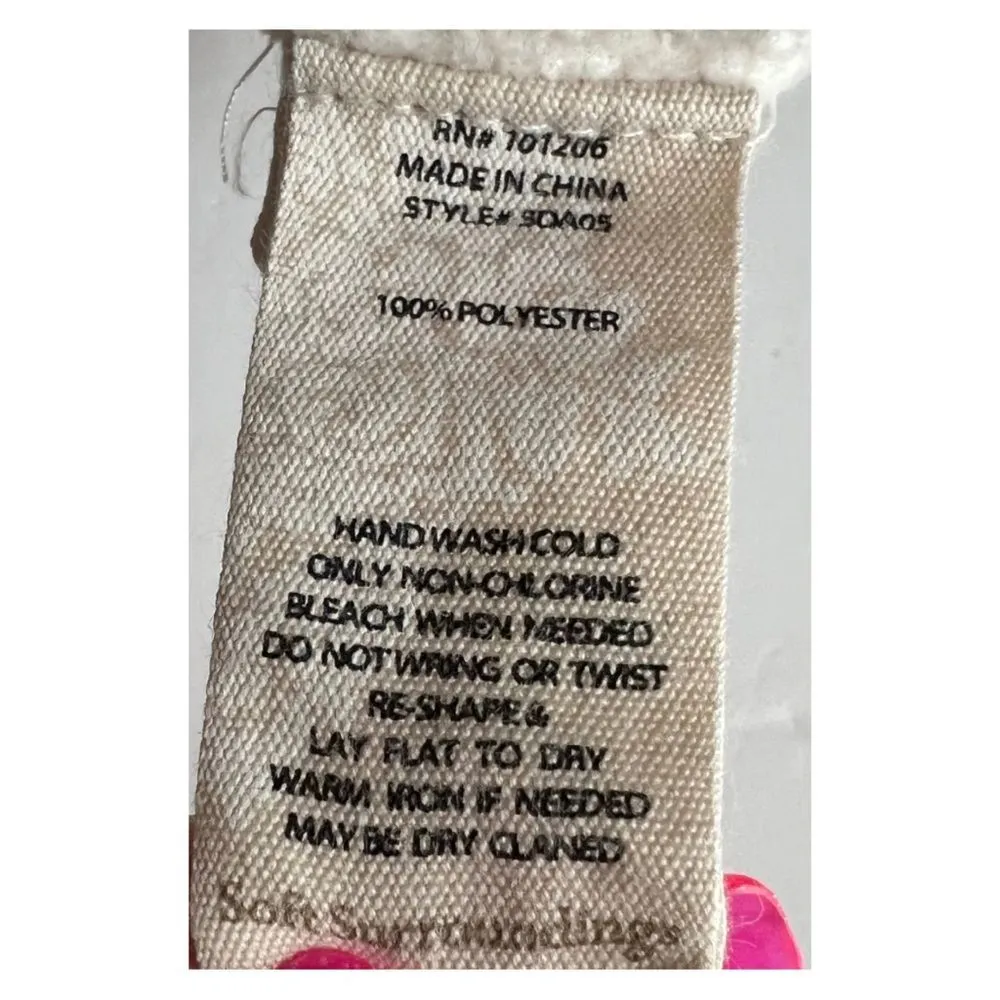 RN# 101206
MADE IN CHINA
STYLE# 3DA05
100% POLYESTER
HAND WASH COLD
ONLY NON-CHLORINE
BLEACH WHEN NEEDED
DO NOT WRING OR TWIST
RE-SHAPE &
LAY FLAT TO DRY
WARM IRON IF NEEDED
MAY BE DRY CLANED
Soft Surroundings